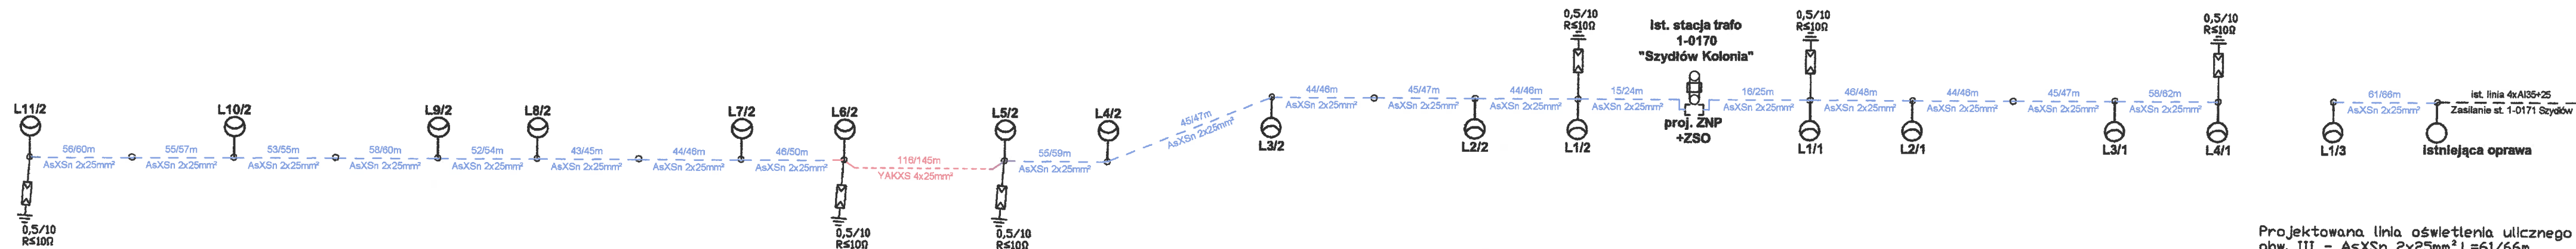 L11/2
56/60m
AsXSn 2x25mm²
0,5/10
R≤10Ω
55/57m
AsXSn 2x25mm²
L10/2
53/55m
AsXSn 2x25mm²
58/60m
AsXSn 2x25mm²
L9/2
52/54m
AsXSn 2x25mm²
L8/2
43/45m
AsXSn 2x25mm²
44/46m
AsXSn 2x25mm²
L7/2
46/50m
AsXSn 2x25mm²
L6/2
0,5/10
R≤10Ω
116/145m
YAKXS 4x25mm²
L5/2
0,5/10
R≤10Ω
55/59m
AsXSn 2x25mm²
L4/2
45/47m
AsXSn 2x25mm²
L3/2
44/46m
AsXSn 2x25mm²
45/47m
AsXSn 2x25mm²
L2/2
44/46m
AsXSn 2x25mm²
0,5/10
R≤10Ω
L1/2
15/24m
AsXSn 2x25mm²
ist. stacja trafo
1-0170
"Szydłów Kolonia"
proj. ZNP
+ZSO
16/25m
AsXSn 2x25mm²
0,5/10
R≤10Ω
L1/1
46/48m
AsXSn 2x25mm²
L2/1
44/46m
AsXSn 2x25mm²
45/47m
AsXSn 2x25mm²
L3/1
58/62m
AsXSn 2x25mm²
0,5/10
R≤10Ω
L4/1
L1/3
61/66m
AsXSn 2x25mm²
istniejąca oprawa
ist. linia 4xAl35+25
Zasilanie st. 1-0171 Szydłów
Projektowana linia oświetlenia ulicznego
obw. III - AsXSn 2x25mm² L=61/66m